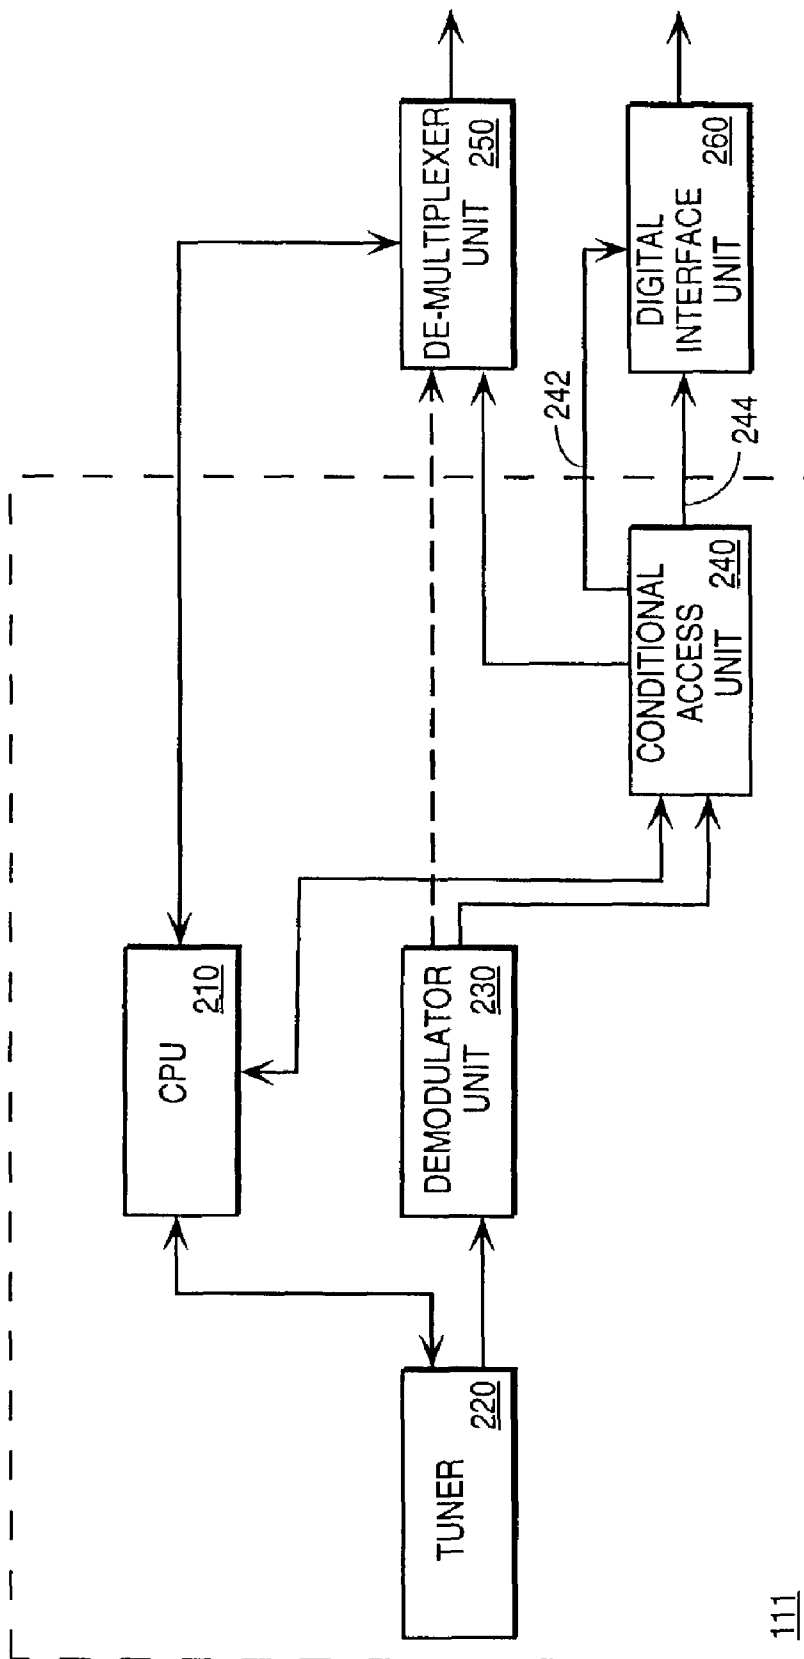 CPU
210
TUNER
220
DEMODULATOR
UNIT
230
DE-MULTIPLEXER
UNIT
250
CONDITIONAL
ACCESS
UNIT
240
DIGITAL
INTERFACE
UNIT
260
242
244
111